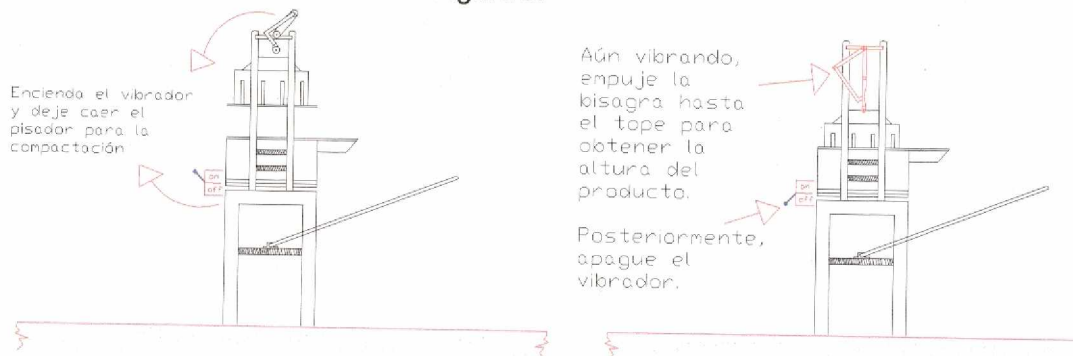 Encienda el vibrador
y deje caer el
pisador para la
compactación
on
off
Aún vibrando,
empuje la
bisagra hasta
el tope para
obtener la
altura del
producto.
Posteriormente,
apague el
vibrador.
on
off